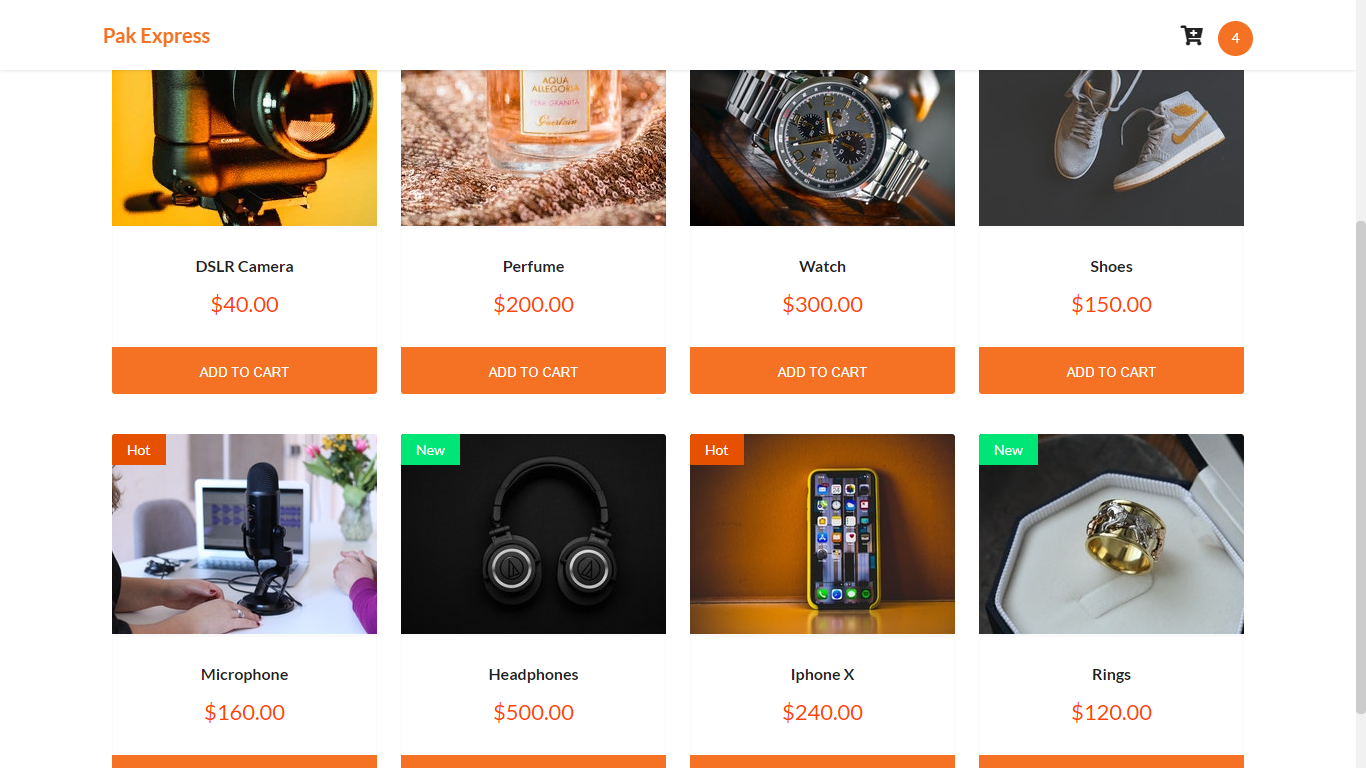 Pak Express
4
Canon
AQUA
ALLEGORIA
PERA GRANITA
Guerlain
DSLR Camera
Perfume
Watch
Shoes
$40.00
$200.00
$300.00
$150.00
ADD TO CART
ADD TO CART
ADD TO CART
ADD TO CART
Hot
New
Hot
New
Microphone
Headphones
Iphone X
Rings
$160.00
$500.00
$240.00
$120.00